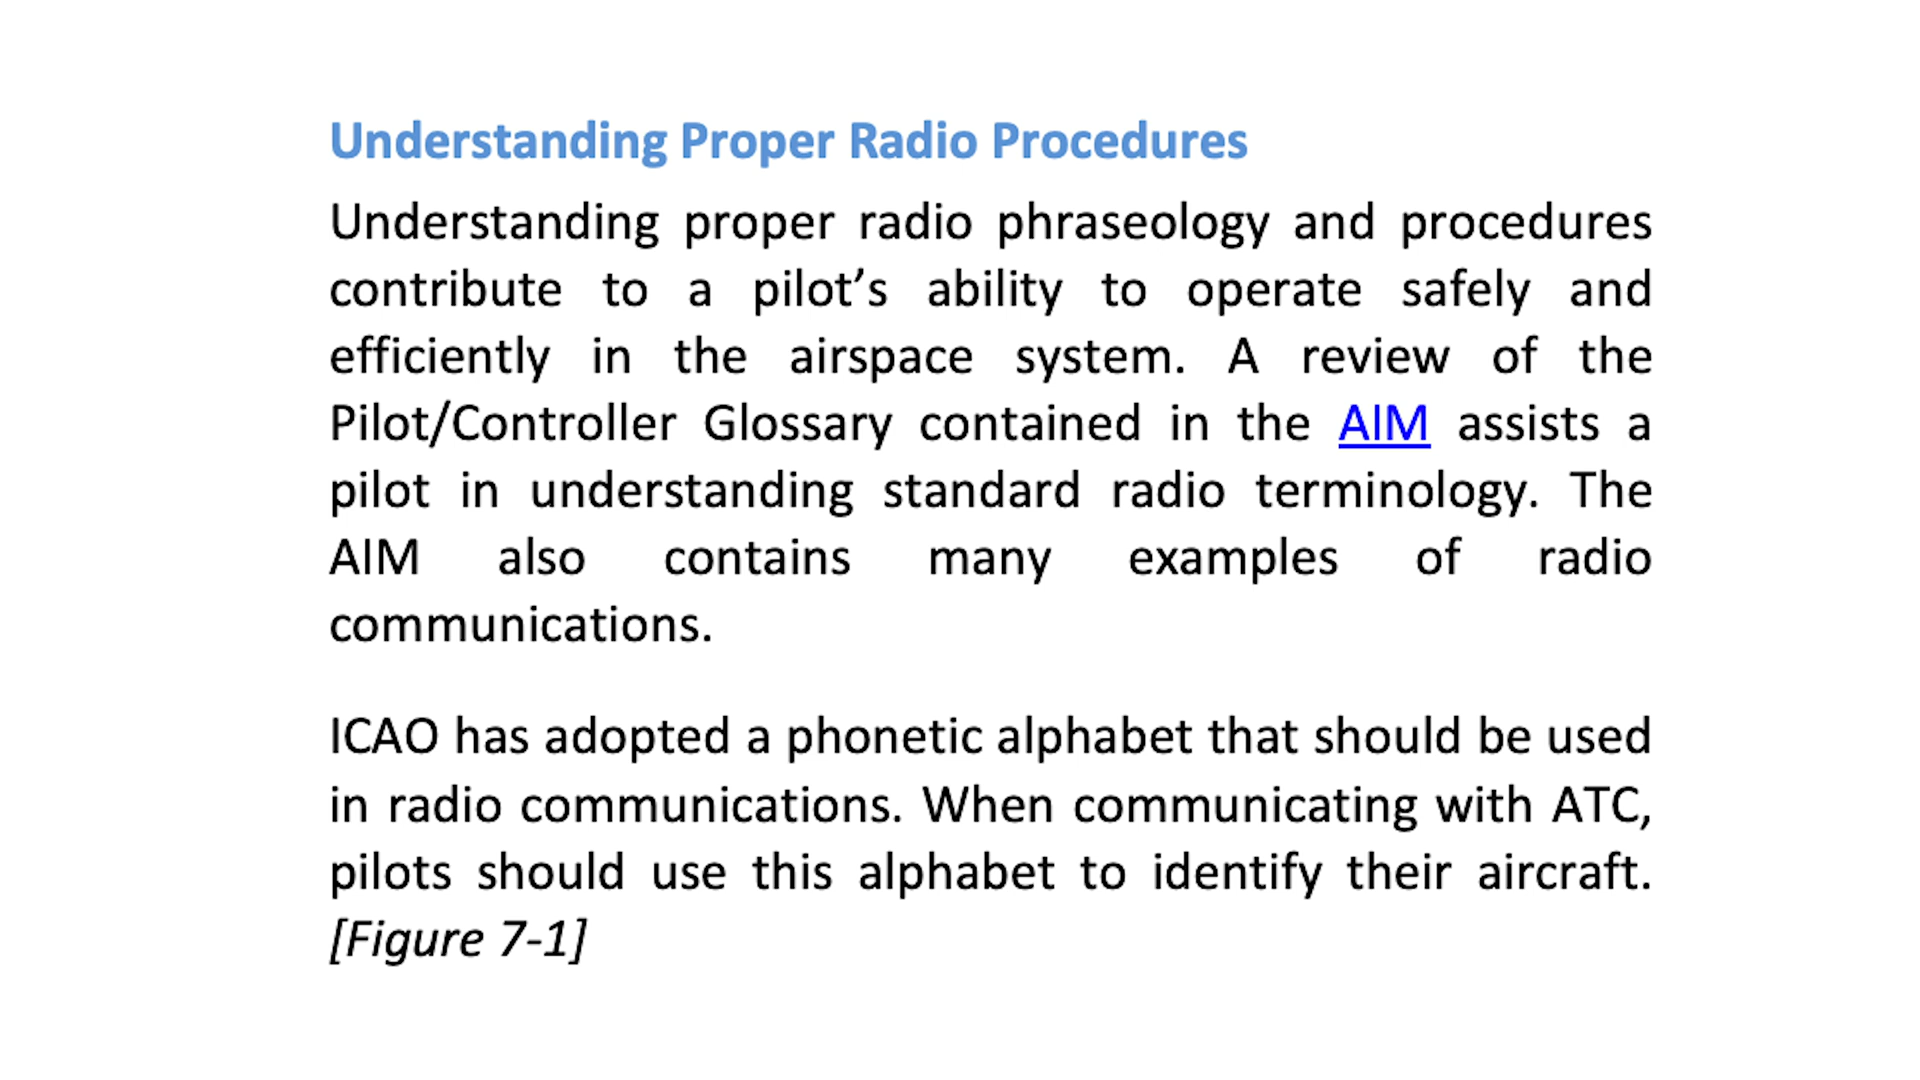 Understanding Proper Radio Procedures
Understanding proper radio phraseology and procedures
contribute to a pilot’s ability to operate safely and
efficiently in the airspace system. A review of the
Pilot/Controller Glossary contained in the AIM assists a
pilot in understanding standard radio terminology. The
AIM also contains many examples of radio
communications.
ICAO has adopted a phonetic alphabet that should be used
in radio communications. When communicating with ATC,
pilots should use this alphabet to identify their aircraft.
[Figure 7-1]